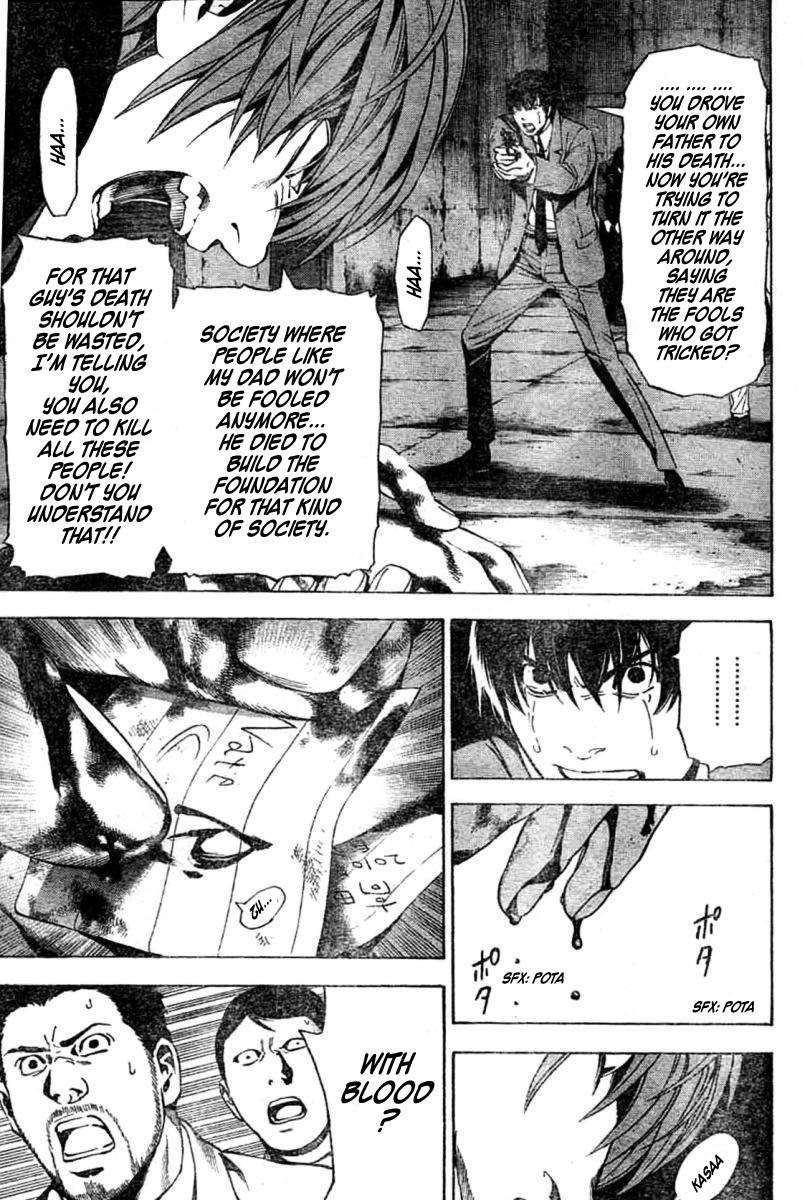 .... .... ....
YOU DROVE
YOUR OWN
FATHER TO
HIS DEATH...
NOW YOU'RE
TRYING TO
TURN IT THE
OTHER WAY
AROUND,
SAYING
THEY ARE
THE FOOLS
WHO GOT
TRICKED?
HAA...
HAA...
SOCIETY WHERE
PEOPLE LIKE
MY DAD WON'T
BE FOOLED
ANYMORE...
HE DIED TO
BUILD THE
FOUNDATION
FOR THAT KIND
OF SOCIETY.
FOR THAT
GUY'S DEATH
SHOULDN'T
BE WASTED,
I'M TELLING
YOU,
YOU ALSO
NEED TO KILL
ALL THESE
PEOPLE!
DON'T YOU
UNDERSTAND
THAT!!
........
Nate
ポタ
SFX: POTA
ポタ
SFX: POTA
KASAA
WITH
BLOOD
?